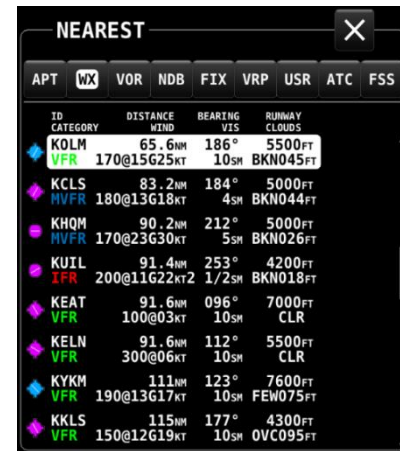 NEAREST
APT WX VOR NDB FIX VRP USR ATC FSS
ID DISTANCE BEARING RUNWAY
CATEGORY WIND VIS CLOUDS
KOLM 65.6NM 186° 5500FT
VFR 170@15G25KT 10SM BKN045FT
KCLS 83.2NM 184° 5000FT
MVFR 180@13G18KT 4SM BKN044FT
KHQM 90.2NM 212° 5000FT
MVFR 170@23G30KT 5SM BKN026FT
KUIL 91.4NM 253° 4200FT
IFR 200@11G22KT2 1/2SM BKN018FT
KEAT 91.6NM 096° 7000FT
VFR 100@03KT 10SM CLR
KELN 91.6NM 112° 5500FT
VFR 300@06KT 10SM CLR
KYKM 111NM 123° 7600FT
VFR 190@13G17KT 10SM FEW075FT
KKLS 115NM 177° 4300FT
VFR 150@12G19KT 10SM OVC095FT